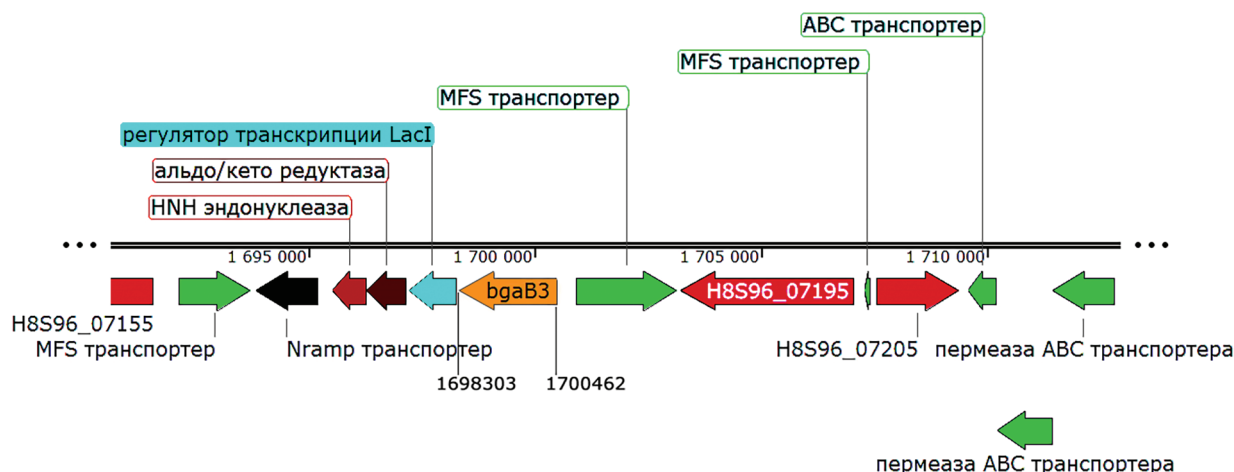 ABC транспортер
MFS транспортер
MFS транспортер
регулятор транскрипции LacI
альдо/кето редуктаза
HNH эндонуклеаза
1 695 000
1 700 000
1 705 000
1 710 000
bgaB3
H8S96_07195
H8S96_07155
MFS транспортер
Nramp транспортер
H8S96_07205
пермеаза ABC транспортера
1698303
1700462
пермеаза ABC транспортера